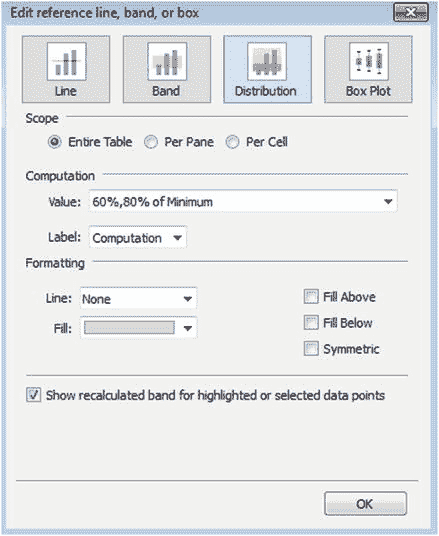 Edit reference line, band, or box
Line
Band
Distribution
Box Plot
Scope
Entire Table
Per Pane
Per Cell
Computation
Value: 60%,80% of Minimum
Label: Computation
Formatting
Line: None
Fill Above
Fill:
Fill Below
Symmetric
Show recalculated band for highlighted or selected data points
OK